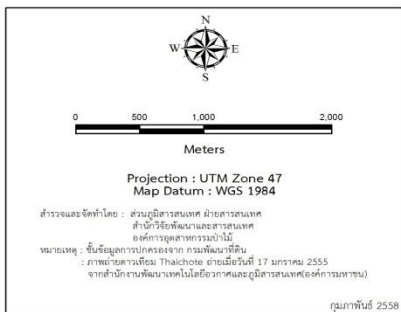 N
W E
S
0 500 1,000 2,000
Meters
Projection : UTM Zone 47
Map Datum : WGS 1984
สำรวจและจัดทำโดย : ส่วนภูมิสารสนเทศ ฝ่ายสารสนเทศ
สำนักวิจัยพัฒนาและสารสนเทศ
องค์การอุตสาหกรรมป่าไม้
หมายเหตุ : ชั้นข้อมูลการปกครองจาก กรมพัฒนาที่ดิน
: ภาพถ่ายดาวเทียม Thaichote ถ่ายเมื่อวันที่ 17 มกราคม 2555
จากสำนักงานพัฒนาเทคโนโลยีอวกาศและภูมิสารสนเทศ(องค์การมหาชน)
กุมภาพันธ์ 2558